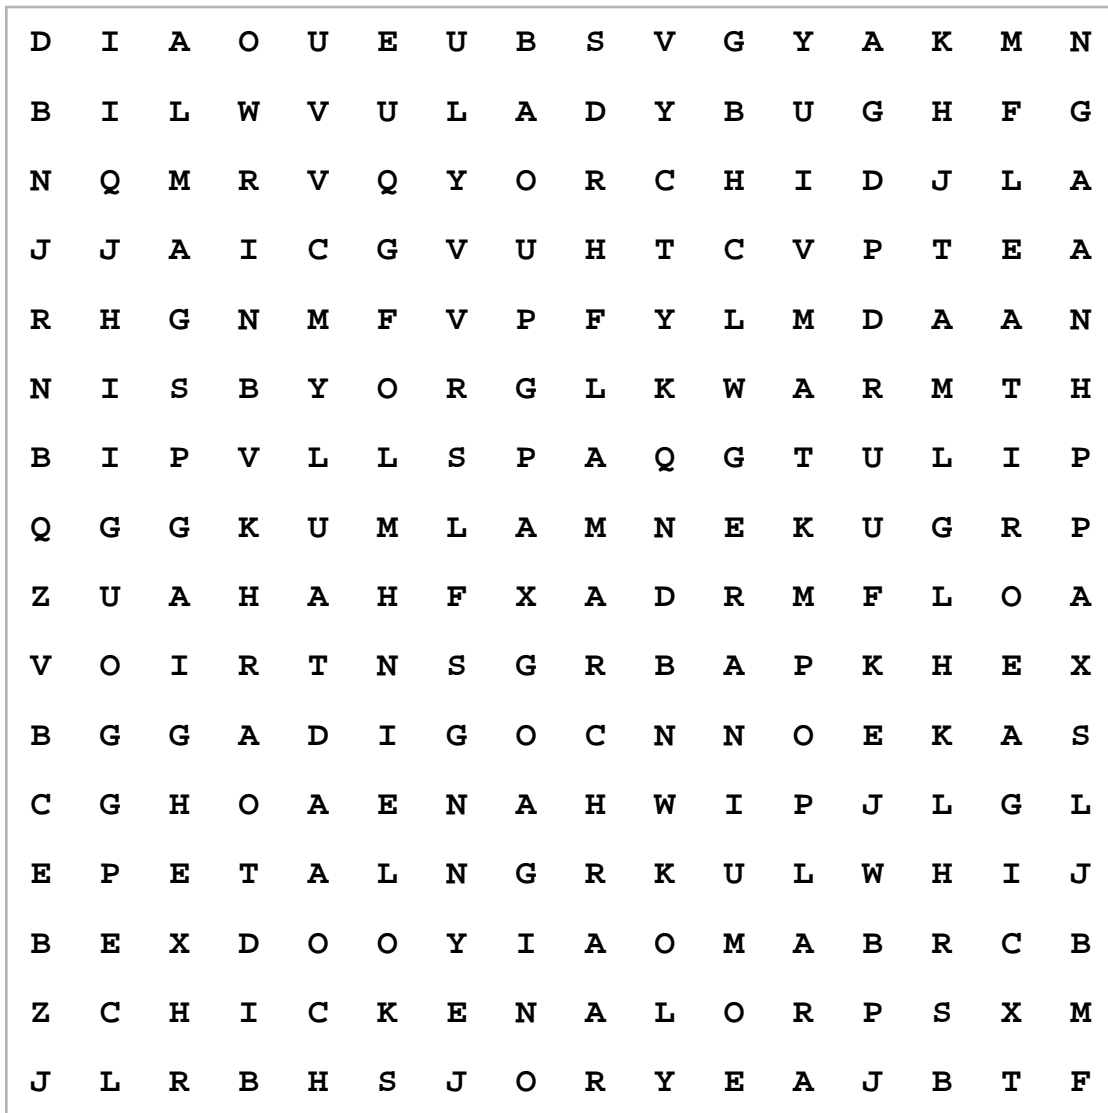 D I A O U E U B S V G Y A K M N
B I L W V U L A D Y B U G H F G
N Q M R V Q Y O R C H I D J L A
J J A I C G V U H T C V P T E A
R H G N M F V P F Y L M D A A N
N I S B Y O R G L K W A R M T H
B I P V L L S P A Q G T U L I P
Q G G K U M L A M N E K U G R P
Z U A H A H F X A D R M F L O A
V O I R T N S G R B A P K H E X
B G G A D I G O C N N O E K A S
C G H O A E N A H W I P J L G L
E P E T A L N G R K U L W H I J
B E X D O O Y I A O M A B R C B
Z C H I C K E N A L O R P S X M
J L R B H S J O R Y E A J B T F